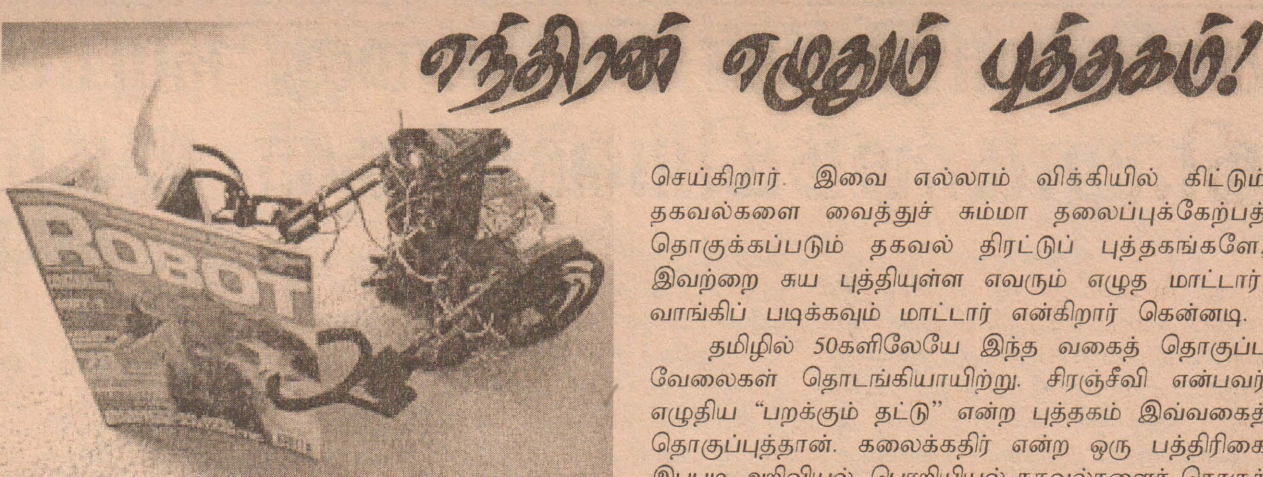 எந்திரன் எழுதும் புத்தகம்!
ROBOT
செய்கிறார். இவை எல்லாம் விக்கியில் கிட்டும்
தகவல்களை வைத்துச் சும்மா தலைப்புக்கேற்பத்
தொகுக்கப்படும் தகவல் திரட்டுப் புத்தகங்களே,
இவற்றை சுய புத்தியுள்ள எவரும் எழுத மாட்டார்
வாங்கிப் படிக்கவும் மாட்டார் என்கிறார் கென்னடி.
தமிழில் 50களிலேயே இந்த வகைத் தொகுப்பு
வேலைகள் தொடங்கியாயிற்று. சிரஞ்சீவி என்பவர்
எழுதிய “பறக்கும் தட்டு” என்ற புத்தகம் இவ்வகைத்
தொகுப்புத்தான். கலைக்கதிர் என்ற ஒரு பத்திரிகை